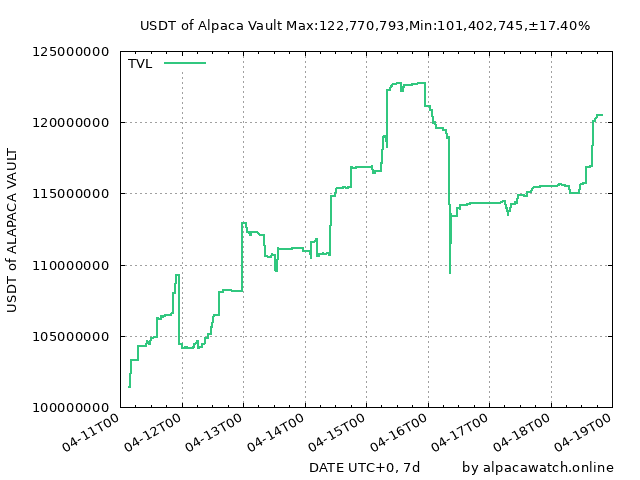 USDT of Alpaca Vault Max:122,770,793,Min:101,402,745,±17.40%
125000000
TVL
120000000
115000000
110000000
105000000
100000000
USDT of ALAPACA VAULT
04-11T00
04-12T00
04-13T00
04-14T00
04-15T00
04-16T00
04-17T00
04-18T00
04-19T00
DATE UTC+0, 7d
by alpacawatch.online